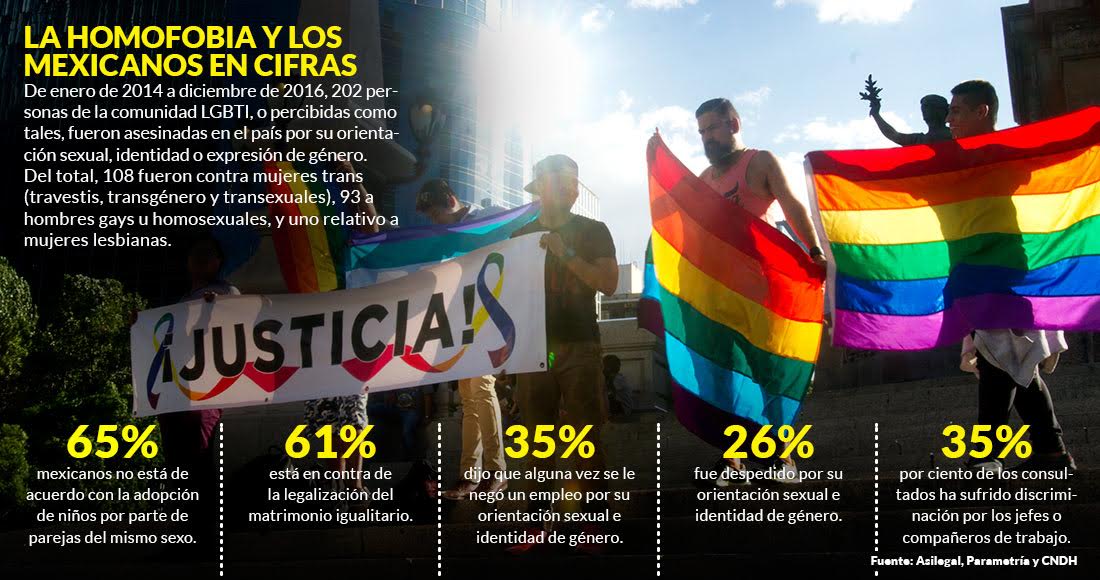 LA HOMOFOBIA Y LOS
MEXICANOS EN CIFRAS
De enero de 2014 a diciembre de 2016, 202 per-
sonas de la comunidad LGBTI, o percibidas como
tales, fueron asesinadas en el país por su orienta-
ción sexual, identidad o expresión de género.
Del total, 108 fueron contra mujeres trans
(travestis, transgénero y transexuales), 93 a
hombres gays u homosexuales, y uno relativo a
mujeres lesbianas.
¡JUSTICIA!
65%
mexicanos no está de
acuerdo con la adopción
de niños por parte de
parejas del mismo sexo.
61%
está en contra de
la legalización del
matrimonio igualitario.
35%
dijo que alguna vez se le
negó un empleo por su
orientación sexual e
identidad de género.
26%
fue despedido por su
orientación sexual e
identidad de género.
35%
por ciento de los consul-
tados ha sufrido discrimi-
nación por los jefes o
compañeros de trabajo.
Fuente: Asilegal, Parametría y CNDH